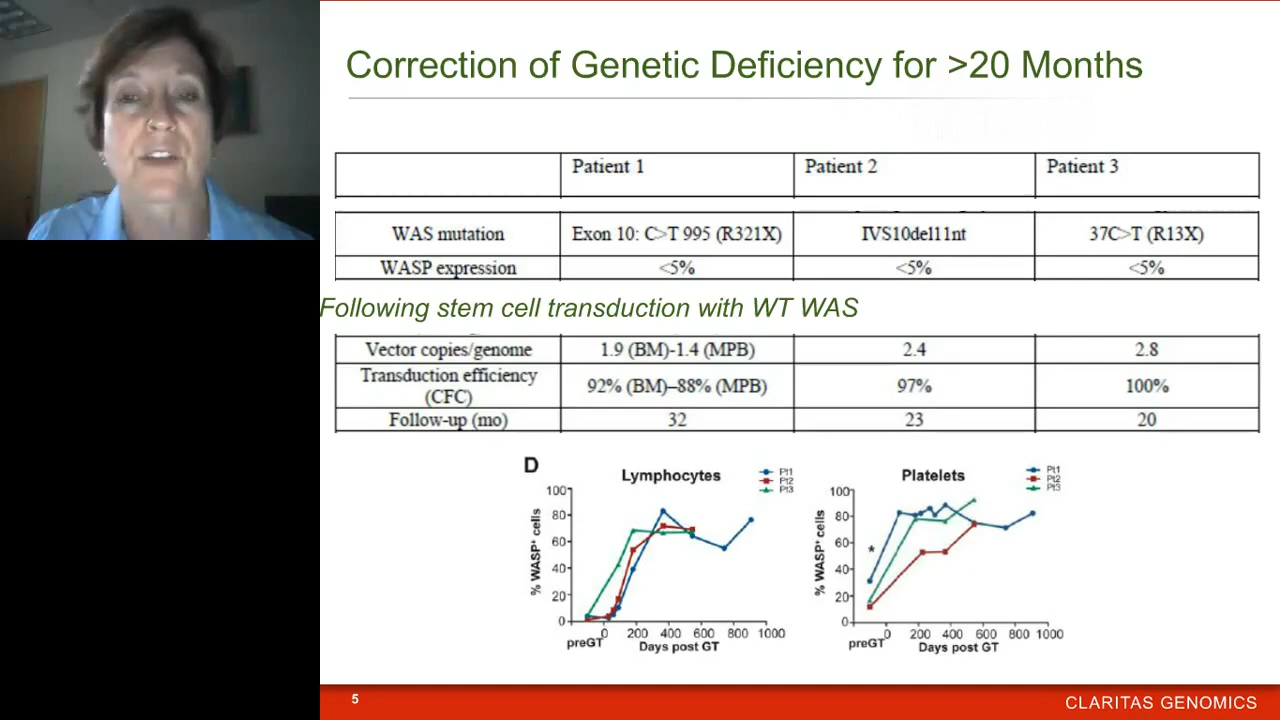 Correction of Genetic Deficiency for >20 Months
Patient 1 Patient 2 Patient 3
WAS mutation Exon 10: C>T 995 (R321X) IVS10del11nt 37C>T (R13X)
WASP expression <5% <5% <5%
Following stem cell transduction with WT WAS
Vector copies/genome 1.9 (BM)-1.4 (MPB) 2.4 2.8
Transduction efficiency
(CFC) 92% (BM)–88% (MPB) 97% 100%
Follow-up (mo) 32 23 20
D
Lymphocytes
Pt1
Pt2
Pt3
% WASP+ cells
100
80
60
40
20
0
preGT
0 200 400 600 800 1000
Days post GT
Platelets
Pt1
Pt2
Pt3
% WASP+ cells
100
80
60
40
20
0
*
preGT
0 200 400 600 800 1000
Days post GT
5
CLARITAS GENOMICS